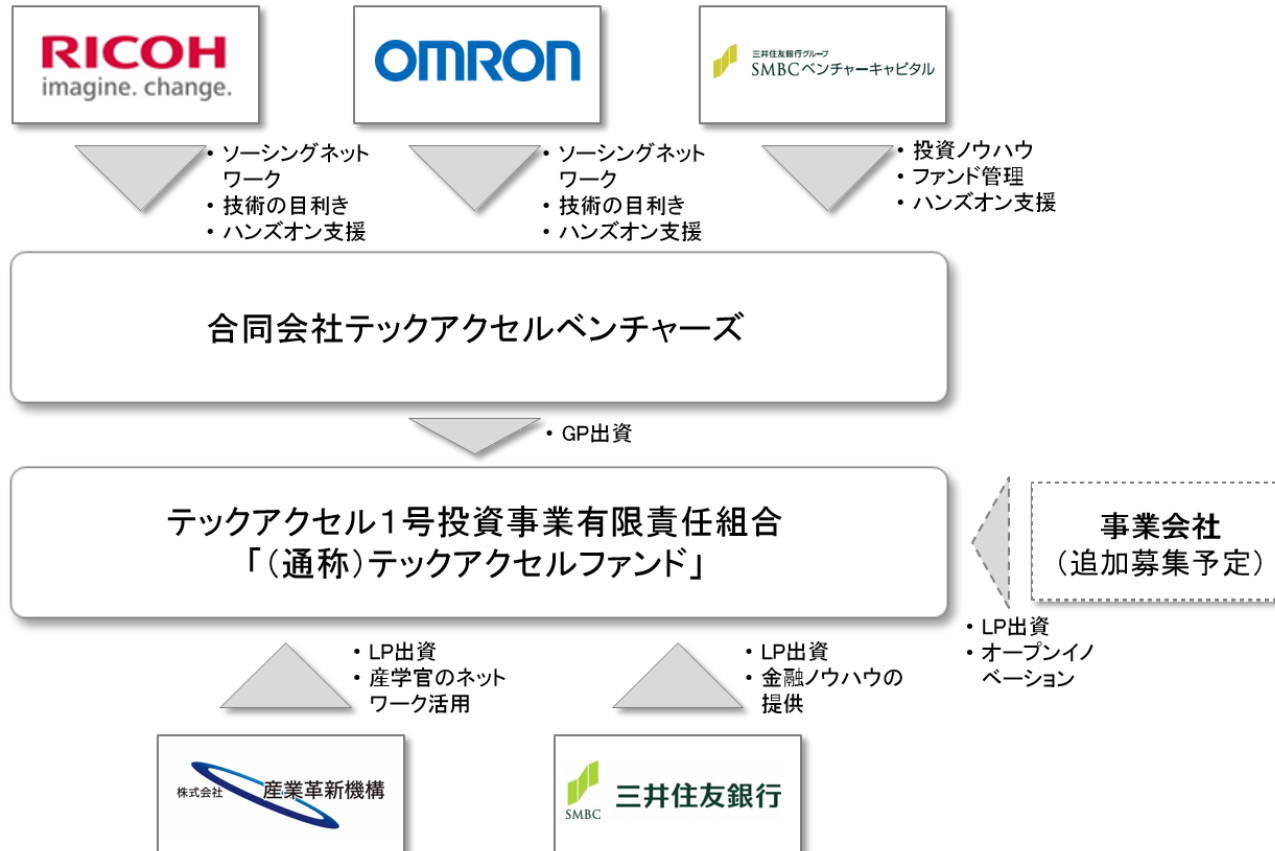 RICOH
imagine. change.
OMRON
三井住友銀行グループ
SMBCベンチャーキャピタル
・ソーシングネット
ワーク
・技術の目利き
・ハンズオン支援
・ソーシングネット
ワーク
・技術の目利き
・ハンズオン支援
・投資ノウハウ
・ファンド管理
・ハンズオン支援
合同会社テックアクセルベンチャーズ
・GP出資
テックアクセル1号投資事業有限責任組合
「(通称)テックアクセルファンド」
事業会社
(追加募集予定)
・LP出資
・オープンイノ
ベーション
・LP出資
・産学官のネット
ワーク活用
・LP出資
・金融ノウハウの
提供
株式会社 産業革新機構
SMBC 三井住友銀行